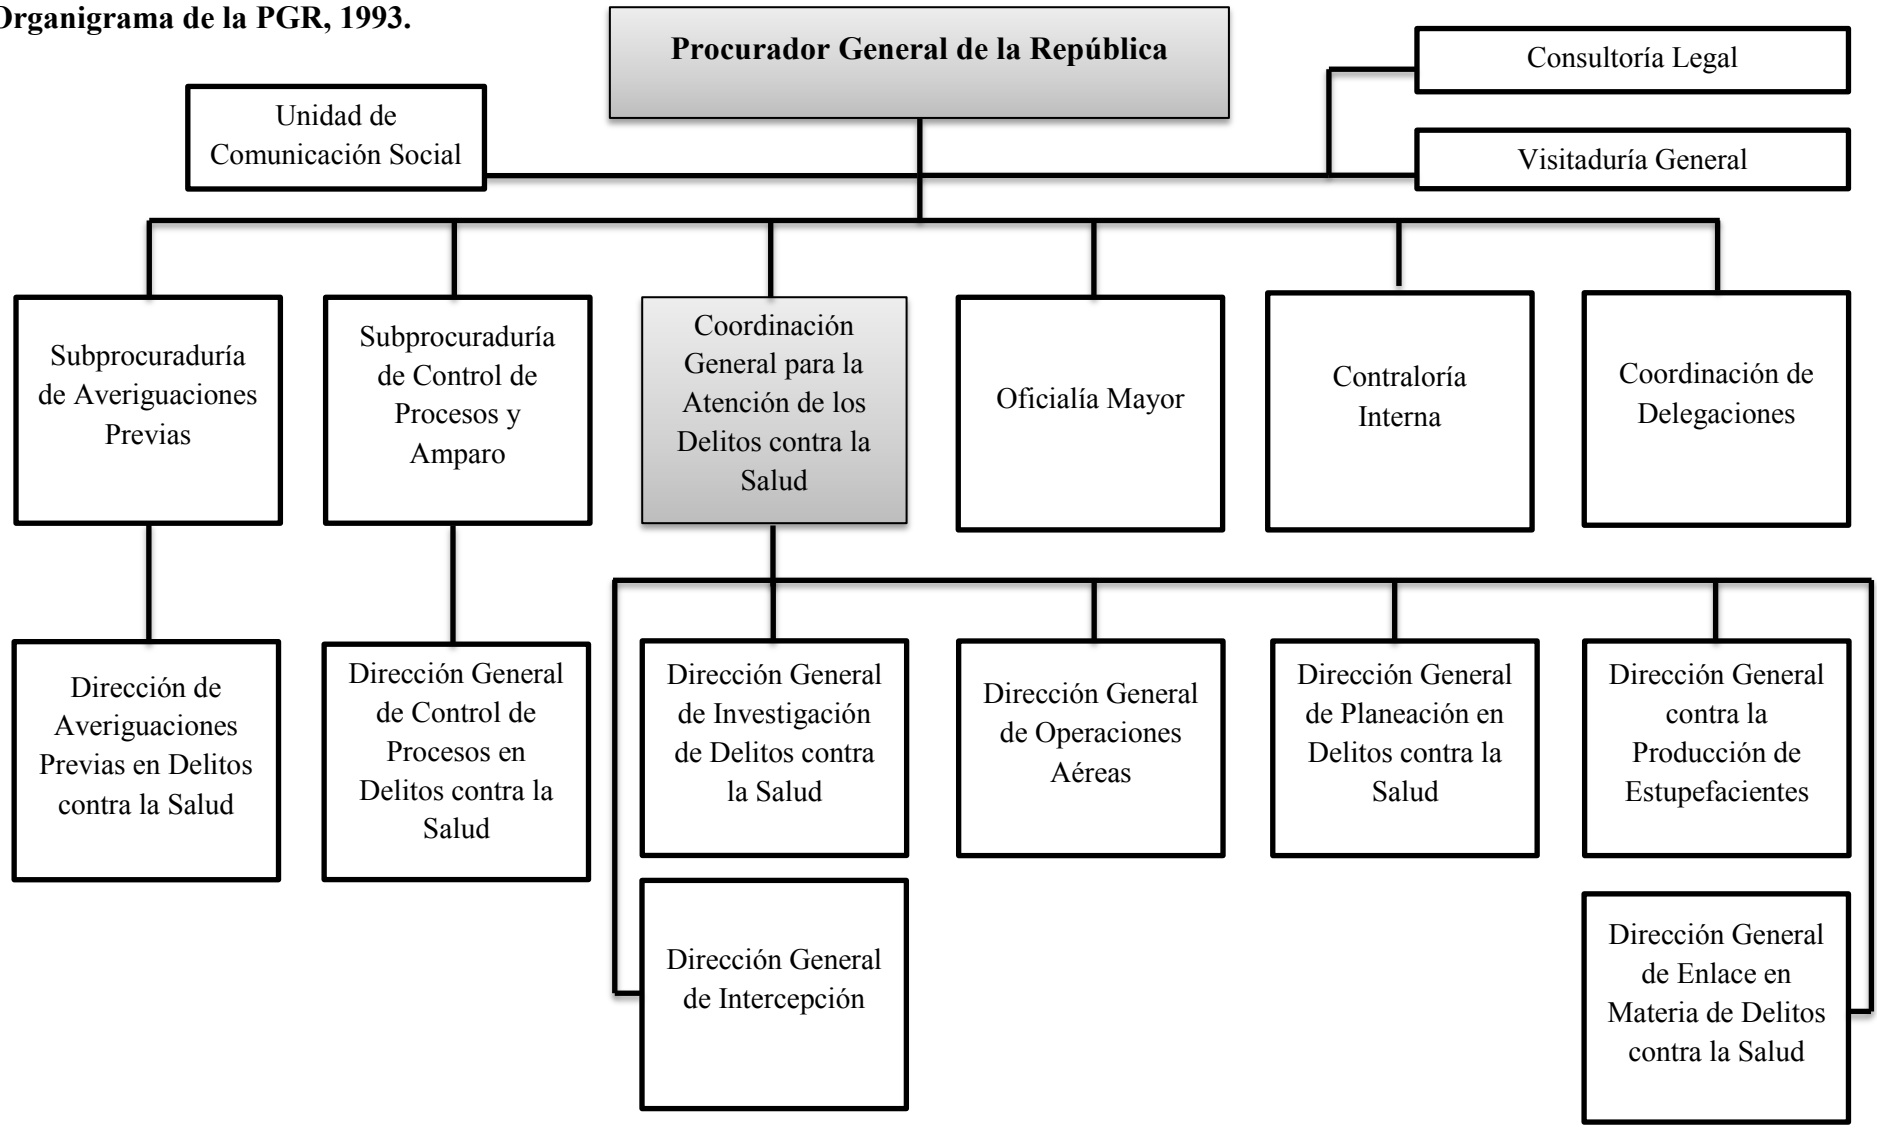 Organigrama de la PGR, 1993.
Procurador General de la República
Consultoría Legal
Unidad de
Comunicación Social
Visitaduría General
Subprocuraduría
de Averiguaciones
Previas
Subprocuraduría
de Control de
Procesos y
Amparo
Coordinación
General para la
Atención de los
Delitos contra la
Salud
Oficialía Mayor
Contraloría
Interna
Coordinación de
Delegaciones
Dirección de
Averiguaciones
Previas en Delitos
contra la Salud
Dirección General
de Control de
Procesos en
Delitos contra la
Salud
Dirección General
de Investigación
de Delitos contra
la Salud
Dirección General
de Operaciones
Aéreas
Dirección General
de Planeación en
Delitos contra la
Salud
Dirección General
contra la
Producción de
Estupefacientes
Dirección General
de Intercepción
Dirección General
de Enlace en
Materia de Delitos
contra la Salud